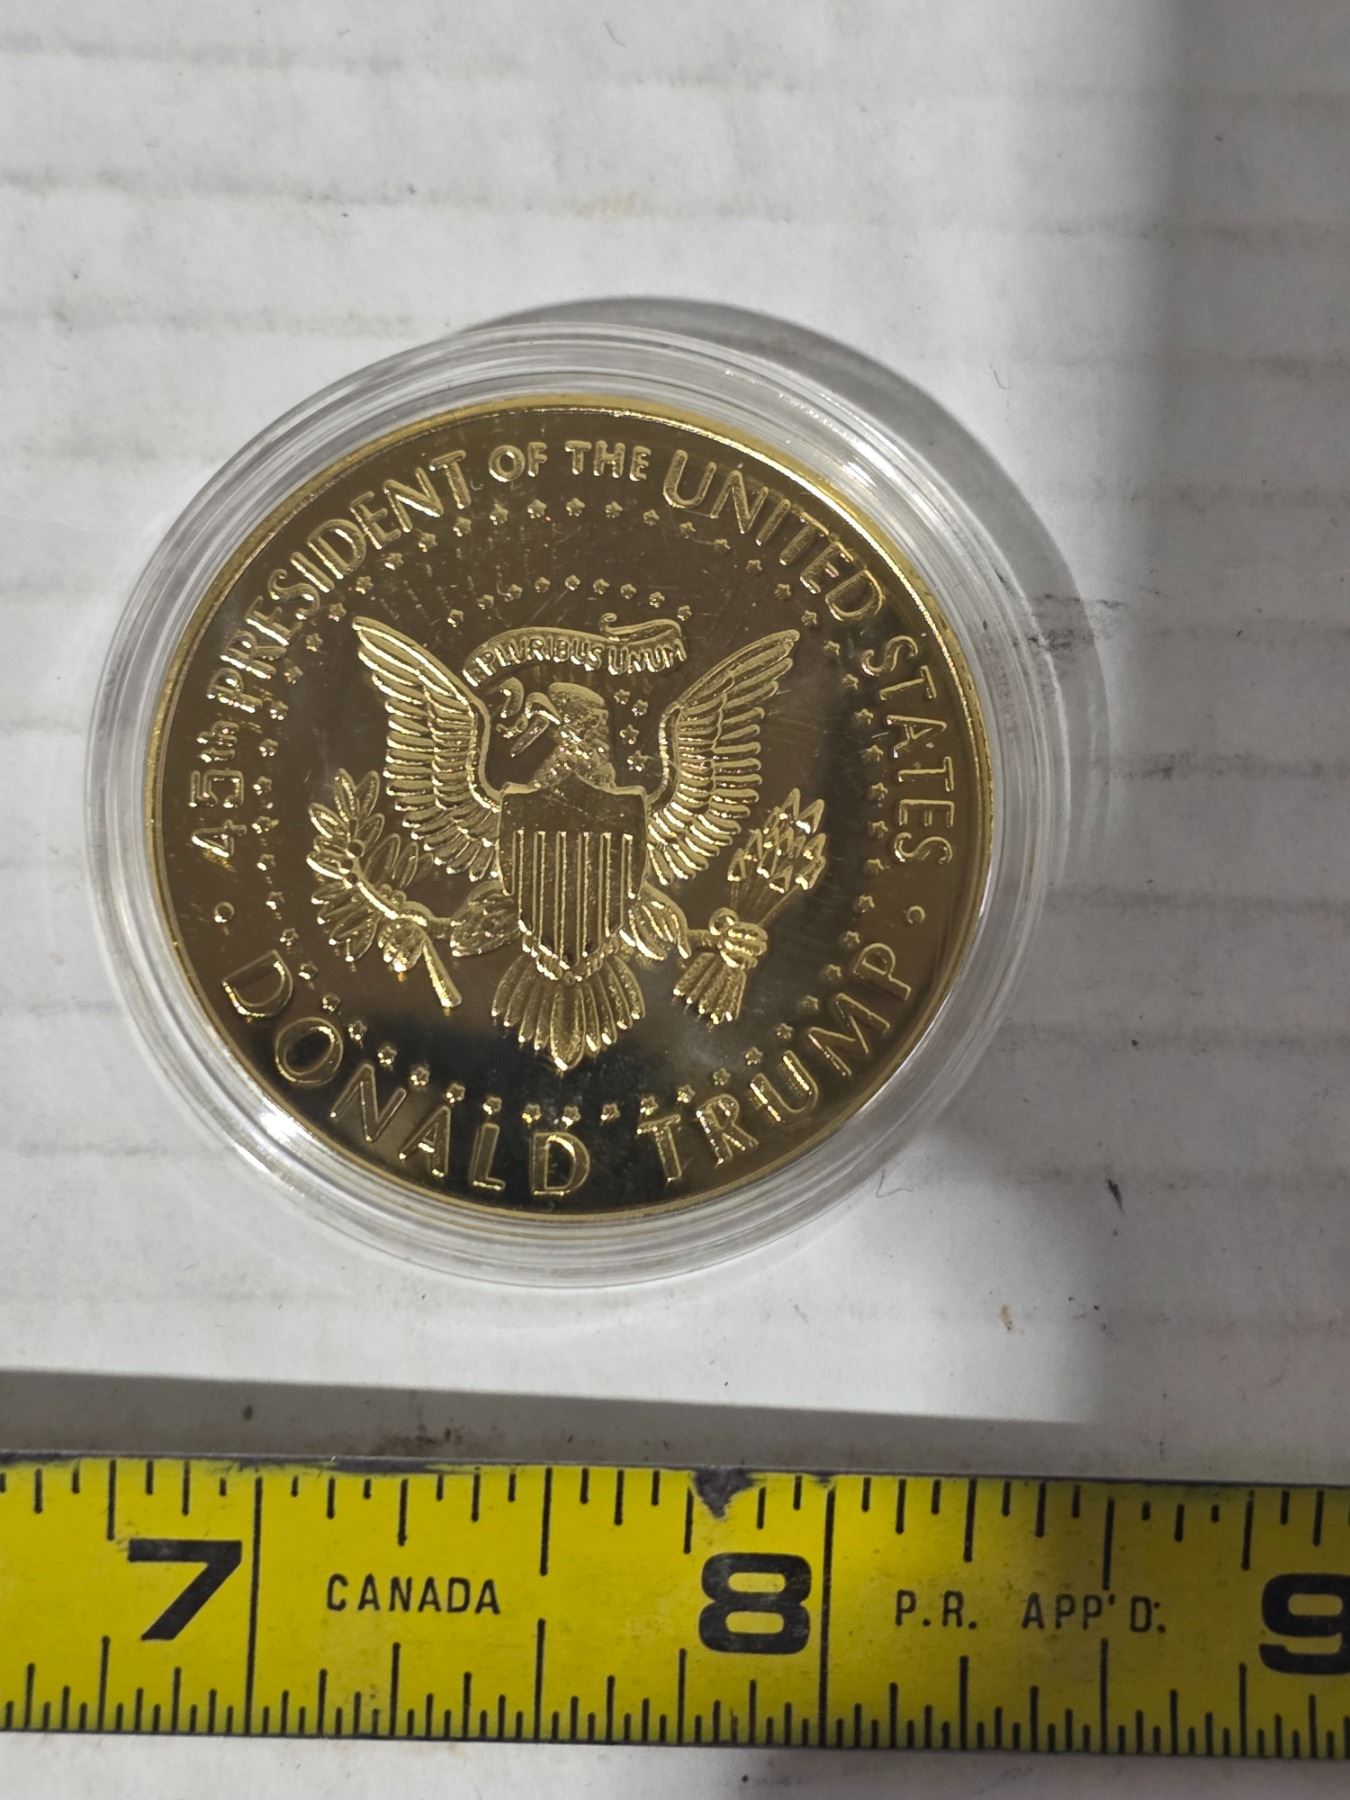 45th PRESIDENT OF THE UNITED STATES
E PLURIBUS UNUM
DONALD TRUMP
7 CANADA 8 P.R. APP'D. 9